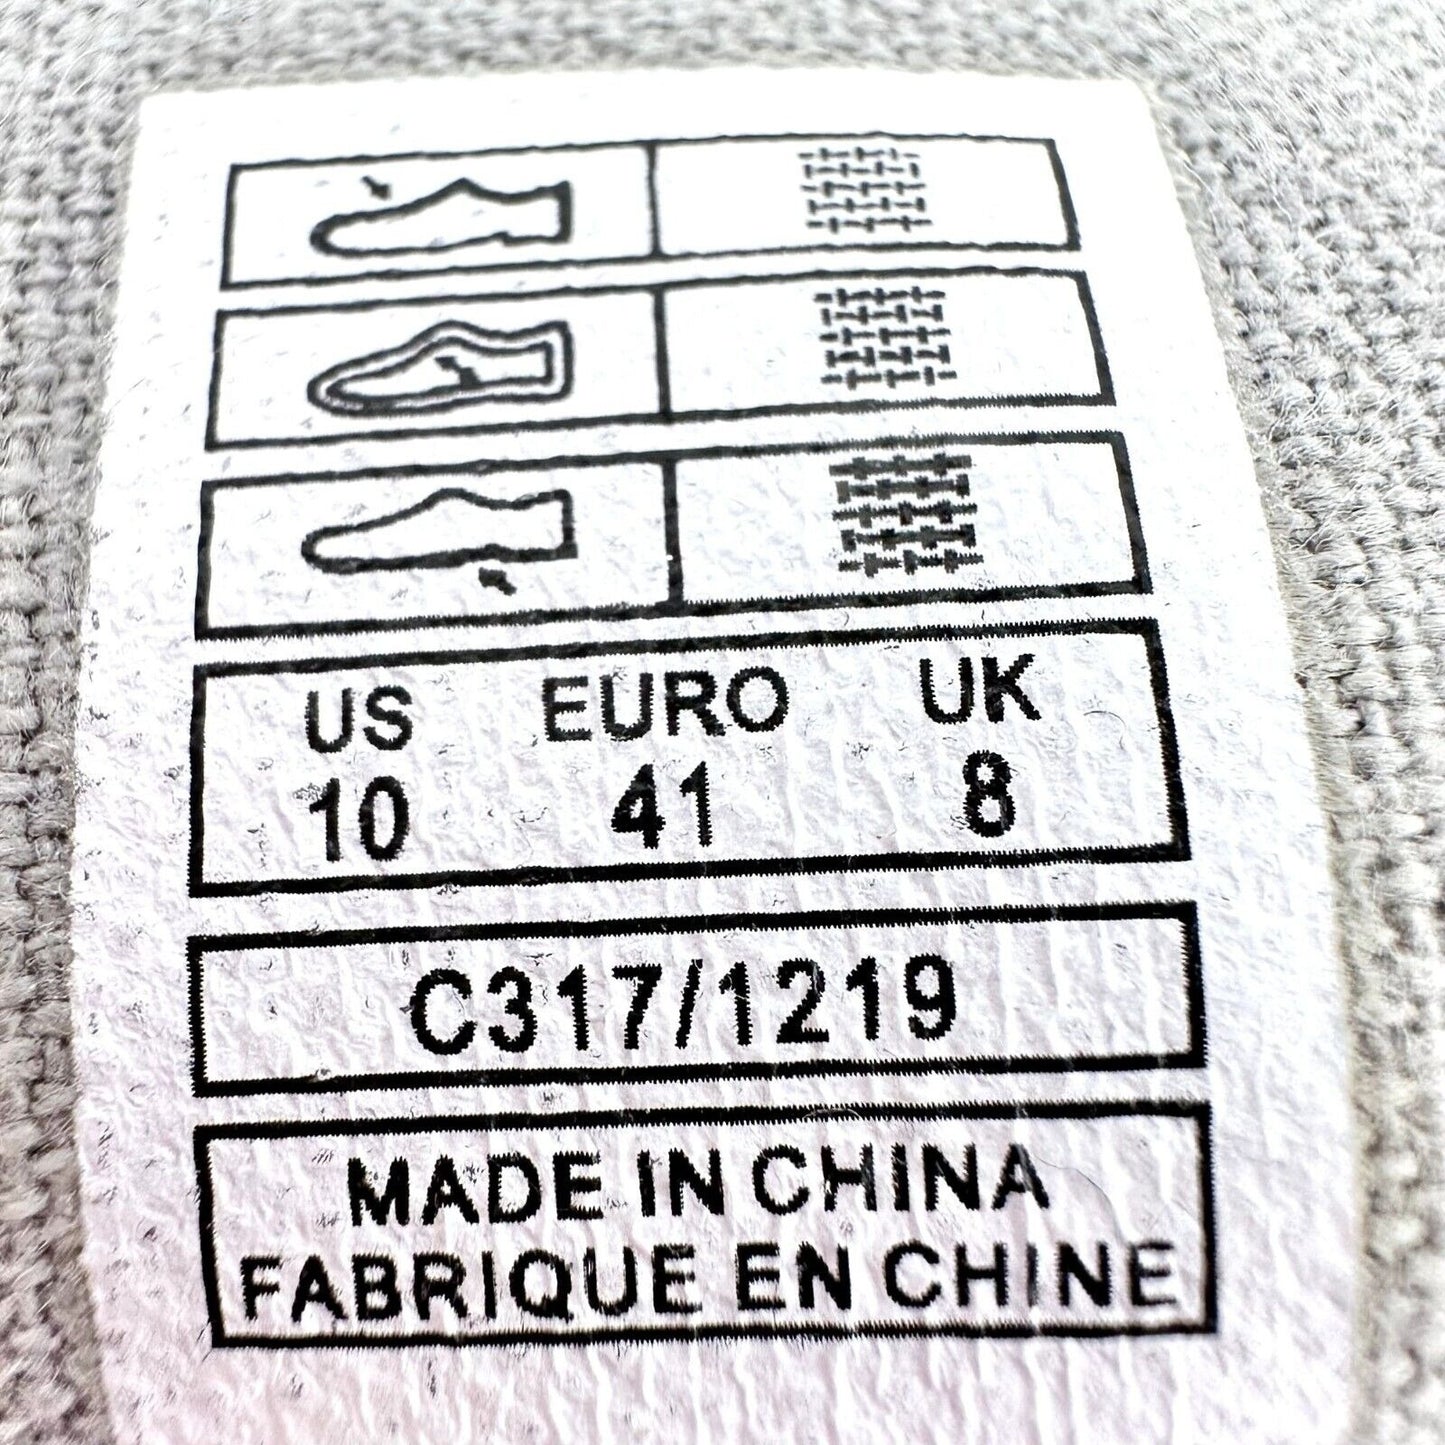 US EURO UK
10 41 8
C317/1219
MADE IN CHINA
FABRIQUE EN CHINE